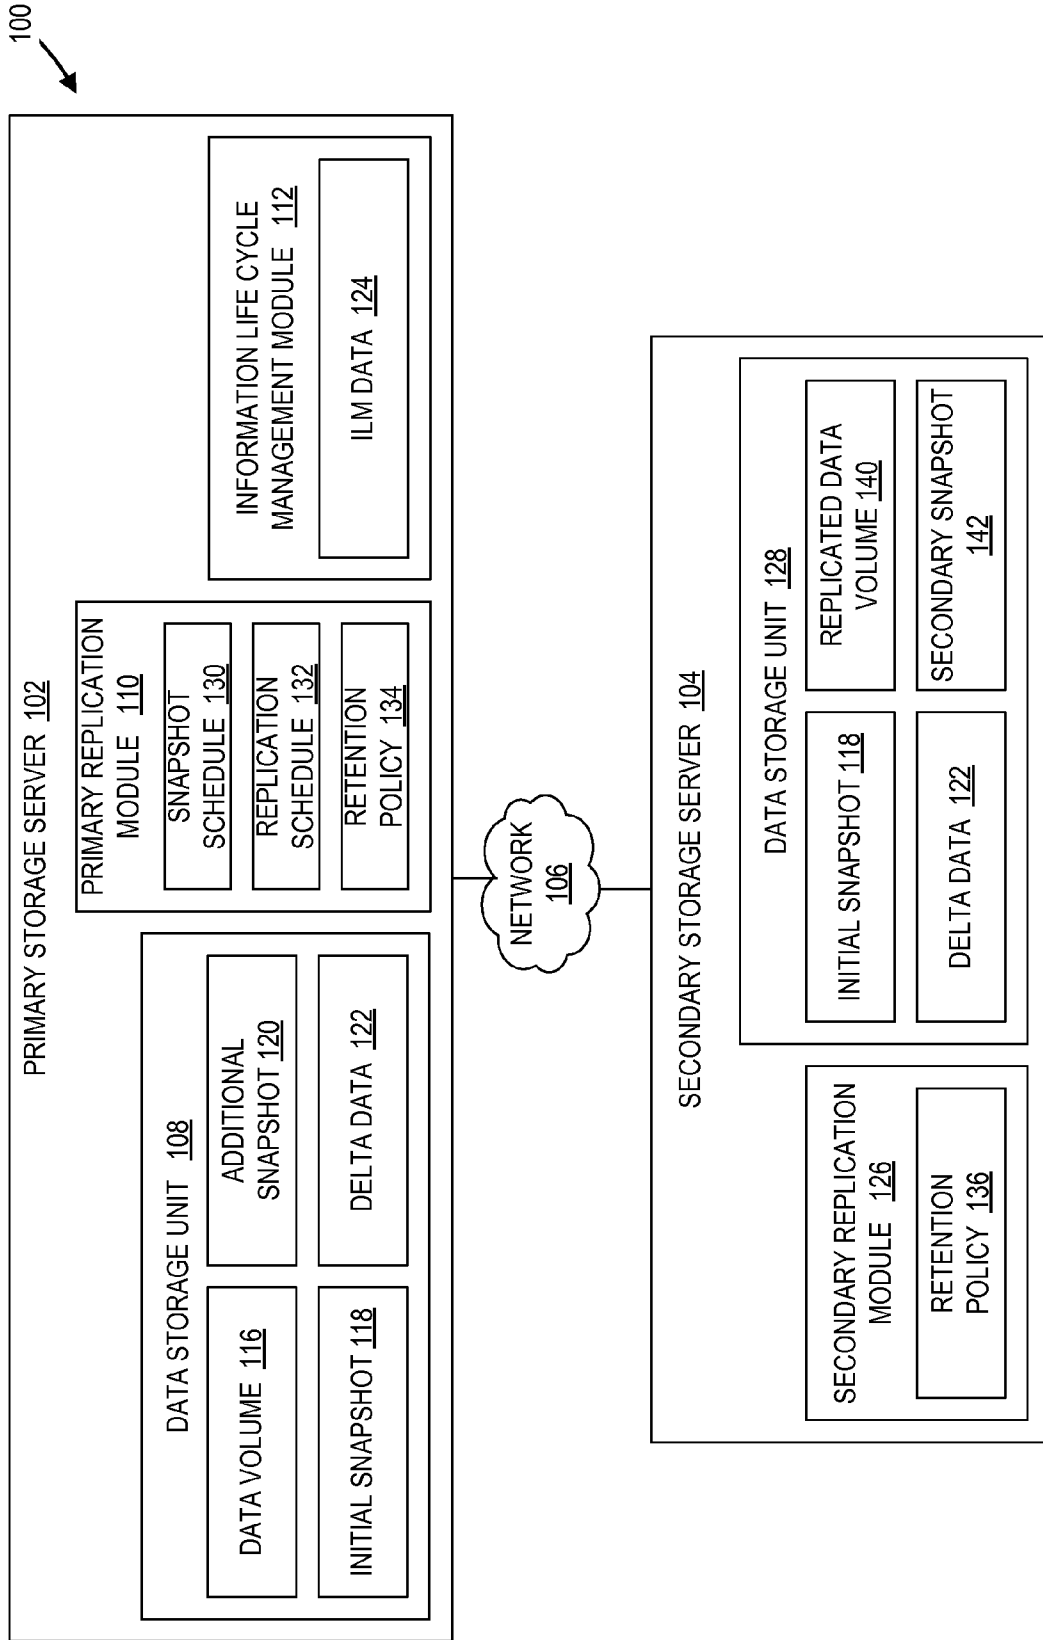 100
PRIMARY STORAGE SERVER 102
DATA STORAGE UNIT 108
DATA VOLUME 116
ADDITIONAL
SNAPSHOT 120
INITIAL SNAPSHOT 118
DELTA DATA 122
PRIMARY REPLICATION
MODULE 110
SNAPSHOT
SCHEDULE 130
REPLICATION
SCHEDULE 132
RETENTION
POLICY 134
INFORMATION LIFE CYCLE
MANAGEMENT MODULE 112
ILM DATA 124
NETWORK
106
SECONDARY STORAGE SERVER 104
SECONDARY REPLICATION
MODULE 126
RETENTION
POLICY 136
DATA STORAGE UNIT 128
INITIAL SNAPSHOT 118
REPLICATED DATA
VOLUME 140
DELTA DATA 122
SECONDARY SNAPSHOT
142